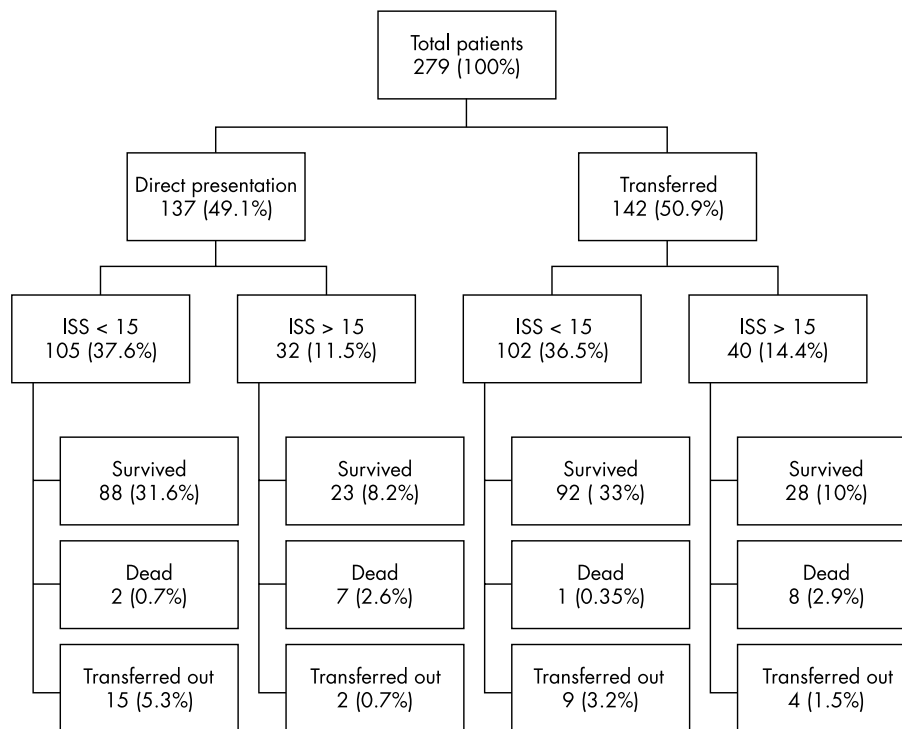 Total patients
279 (100%)
Direct presentation
137 (49.1%)
Transferred
142 (50.9%)
ISS < 15
105 (37.6%)
ISS > 15
32 (11.5%)
ISS < 15
102 (36.5%)
ISS > 15
40 (14.4%)
Survived
88 (31.6%)
Survived
23 (8.2%)
Survived
92 ( 33%)
Survived
28 (10%)
Dead
2 (0.7%)
Dead
7 (2.6%)
Dead
1 (0.35%)
Dead
8 (2.9%)
Transferred out
15 (5.3%)
Transferred out
2 (0.7%)
Transferred out
9 (3.2%)
Transferred out
4 (1.5%)